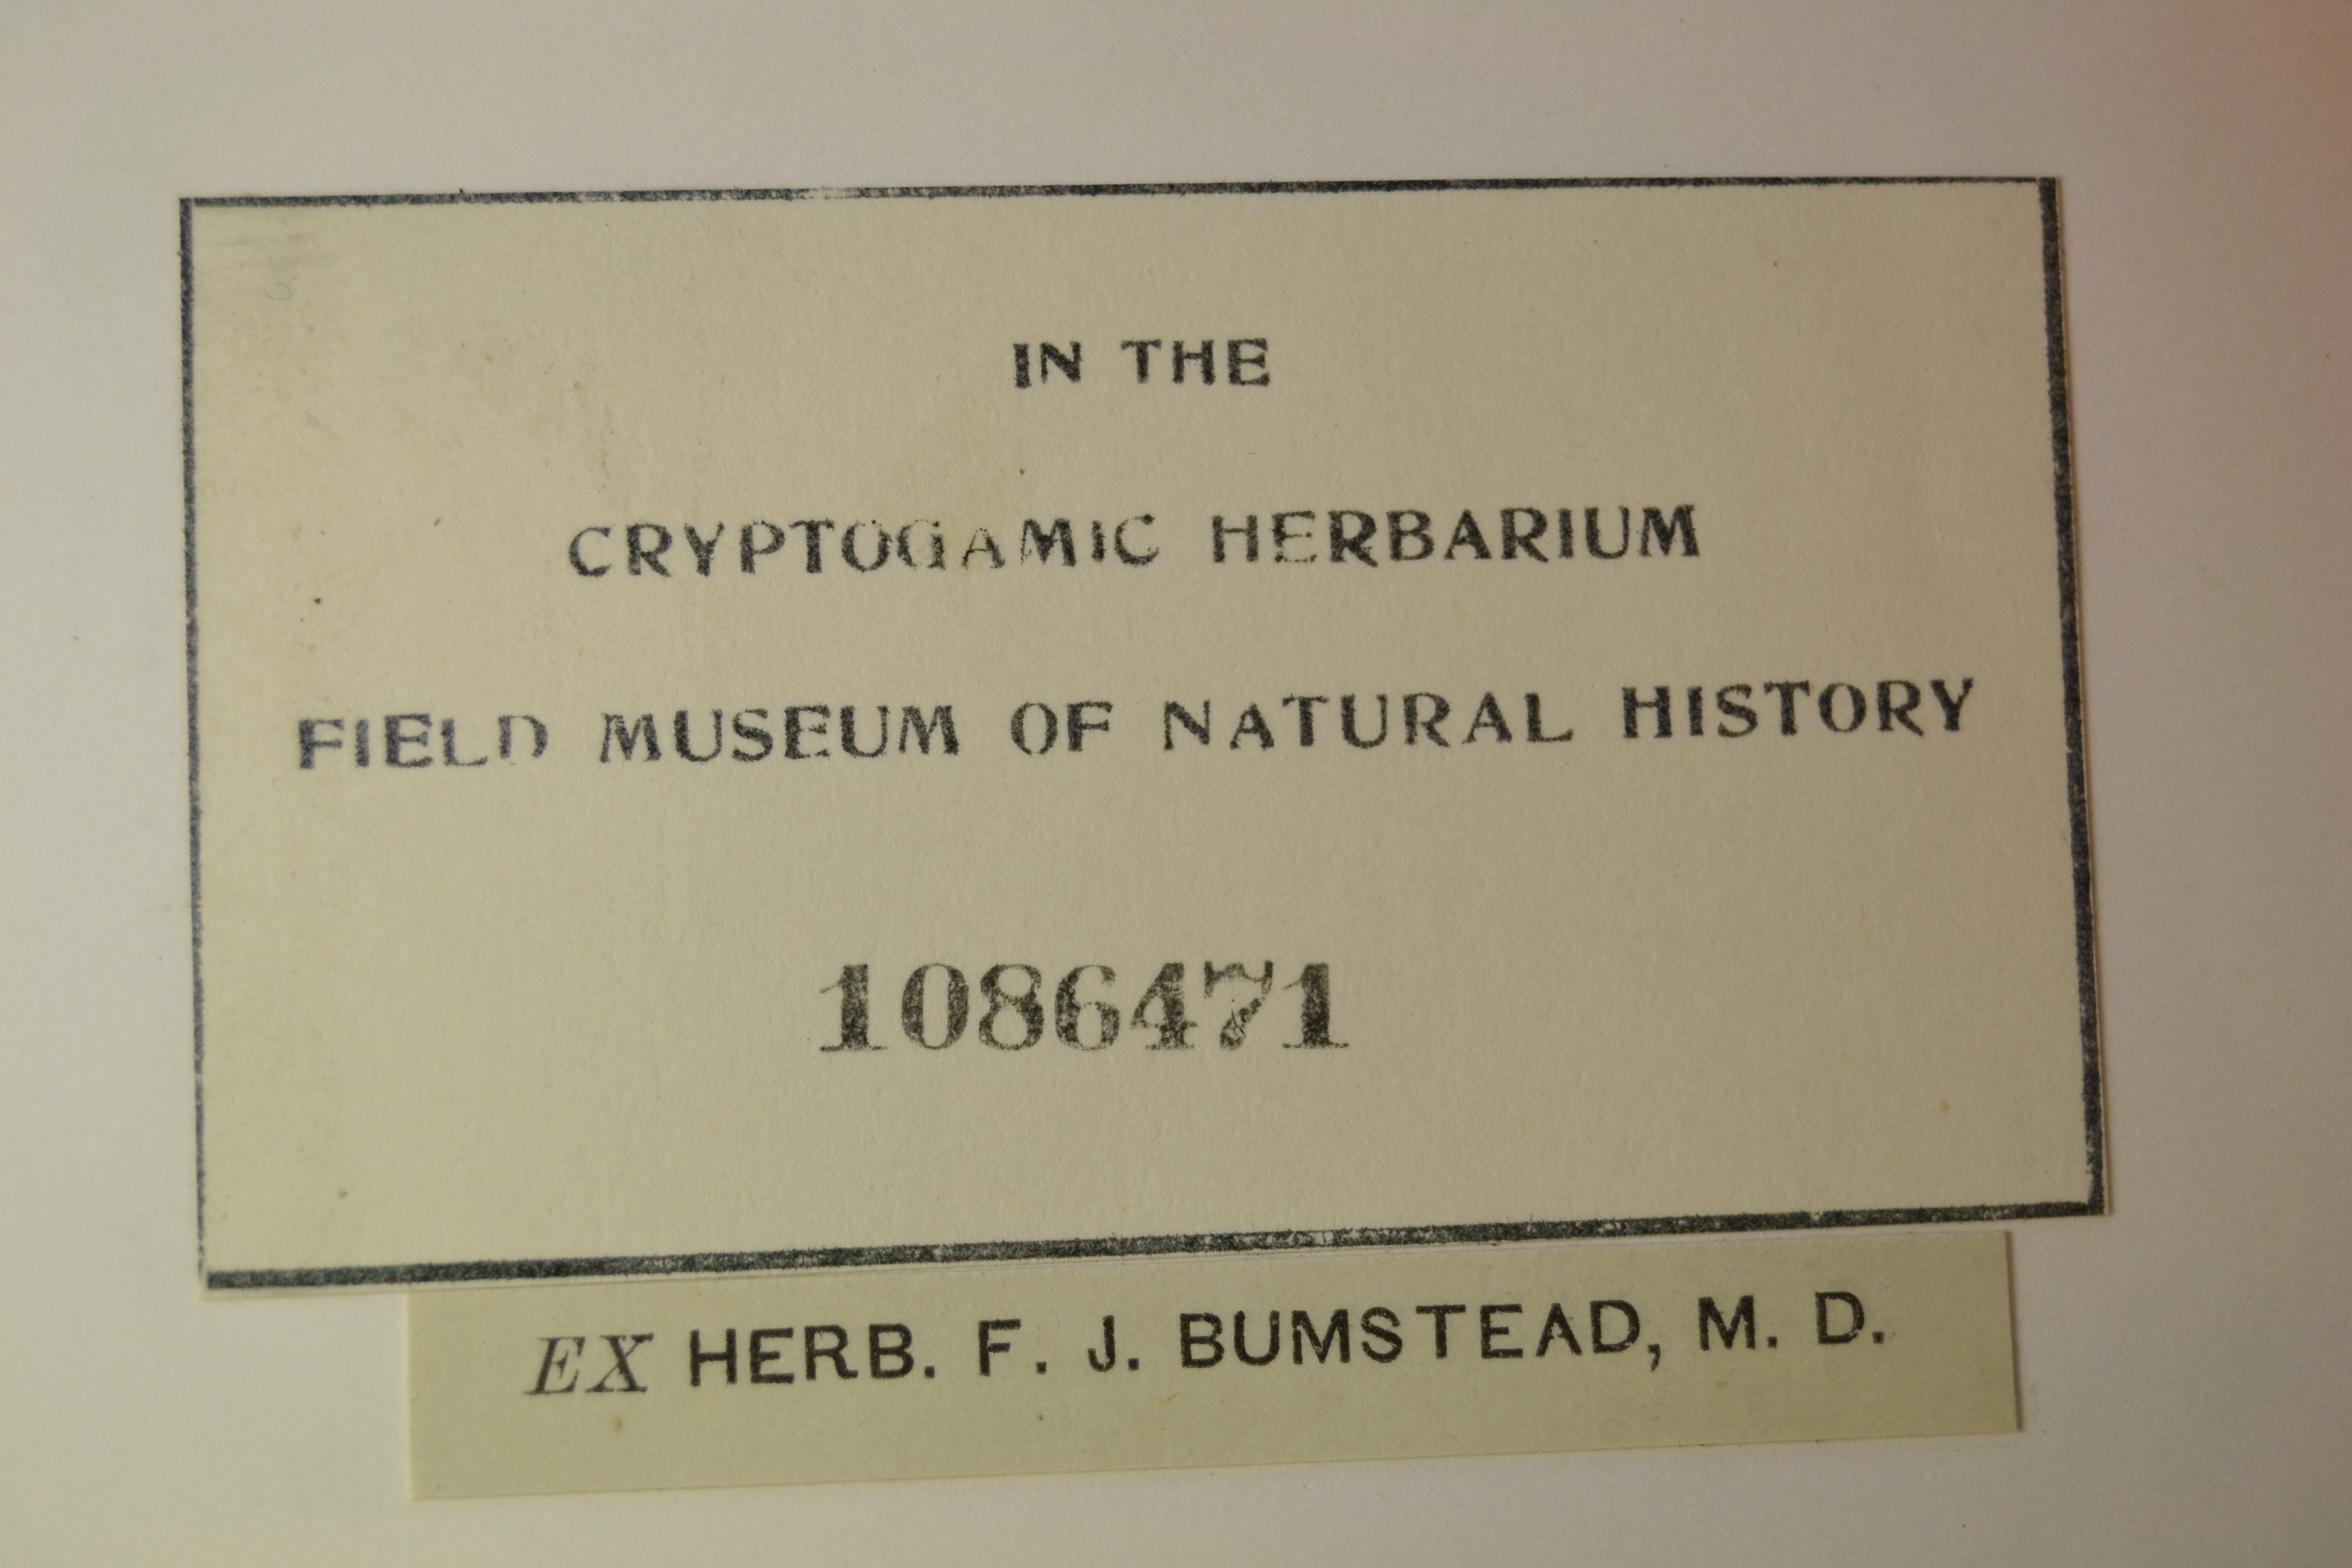 IN THE
CRYPTOGAMIC HERBARIUM
FIELD MUSEUM OF NATURAL HISTORY
1086471
EX HERB. F. J. BUMSTEAD, M. D.